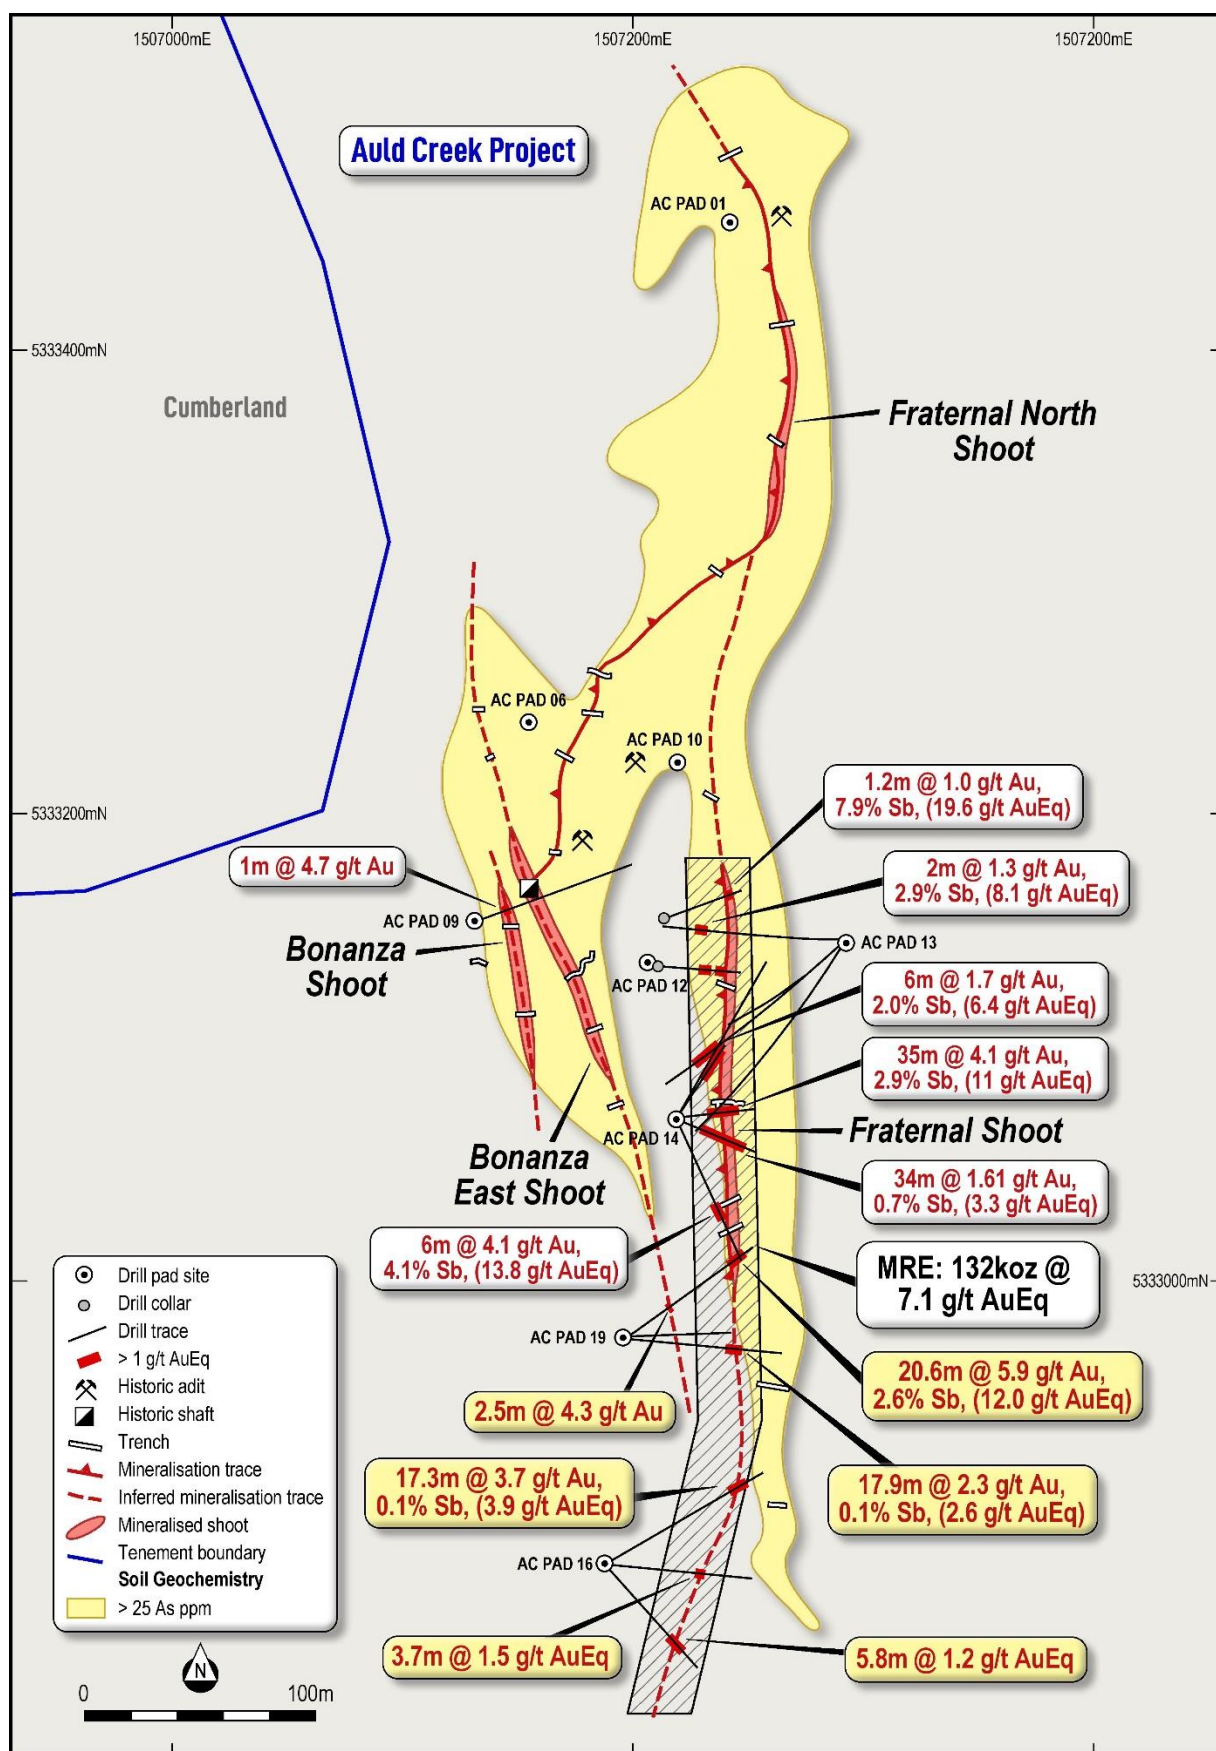 1507000mE
1507200mE
1507200mE
Auld Creek Project
AC PAD 01
5333400mN
Cumberland
Fraternal North
Shoot
AC PAD 06
AC PAD 10
1.2m @ 1.0 g/t Au,
7.9% Sb, (19.6 g/t AuEq)
5333200mN
1m @ 4.7 g/t Au
2m @ 1.3 g/t Au,
2.9% Sb, (8.1 g/t AuEq)
AC PAD 09
AC PAD 13
Bonanza
Shoot
AC PAD 12
6m @ 1.7 g/t Au,
2.0% Sb, (6.4 g/t AuEq)
35m @ 4.1 g/t Au,
2.9% Sb, (11 g/t AuEq)
AC PAD 14
Fraternal Shoot
Bonanza
East Shoot
34m @ 1.61 g/t Au,
0.7% Sb, (3.3 g/t AuEq)
6m @ 4.1 g/t Au,
4.1% Sb, (13.8 g/t AuEq)
MRE: 132koz @
7.1 g/t AuEq
5333000mN
AC PAD 19
20.6m @ 5.9 g/t Au,
2.6% Sb, (12.0 g/t AuEq)
2.5m @ 4.3 g/t Au
17.3m @ 3.7 g/t Au,
0.1% Sb, (3.9 g/t AuEq)
17.9m @ 2.3 g/t Au,
0.1% Sb, (2.6 g/t AuEq)
AC PAD 16
3.7m @ 1.5 g/t AuEq
5.8m @ 1.2 g/t AuEq
Drill pad site
Drill collar
Drill trace
> 1 g/t AuEq
Historic adit
Historic shaft
Trench
Mineralisation trace
Inferred mineralisation trace
Mineralised shoot
Tenement boundary
Soil Geochemistry
> 25 As ppm
N
0 100m